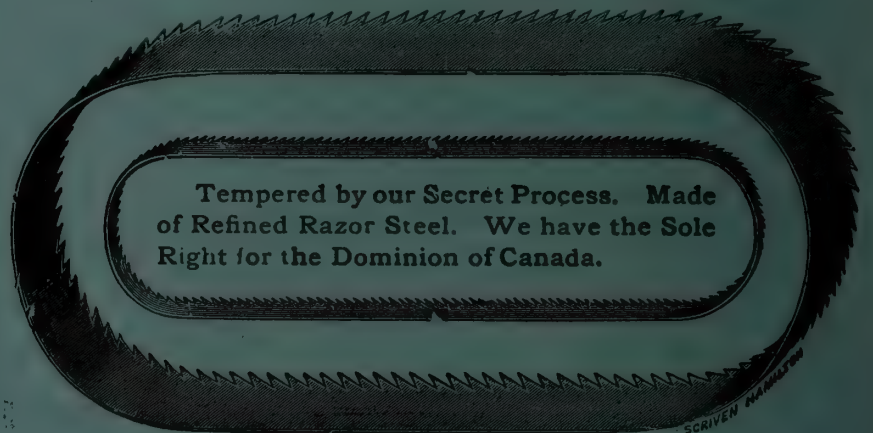 Tempered by our Secret Process. Made
of Refined Razor Steel. We have the Sole
Right for the Dominion of Canada.
SCRIVEN HAMILTON